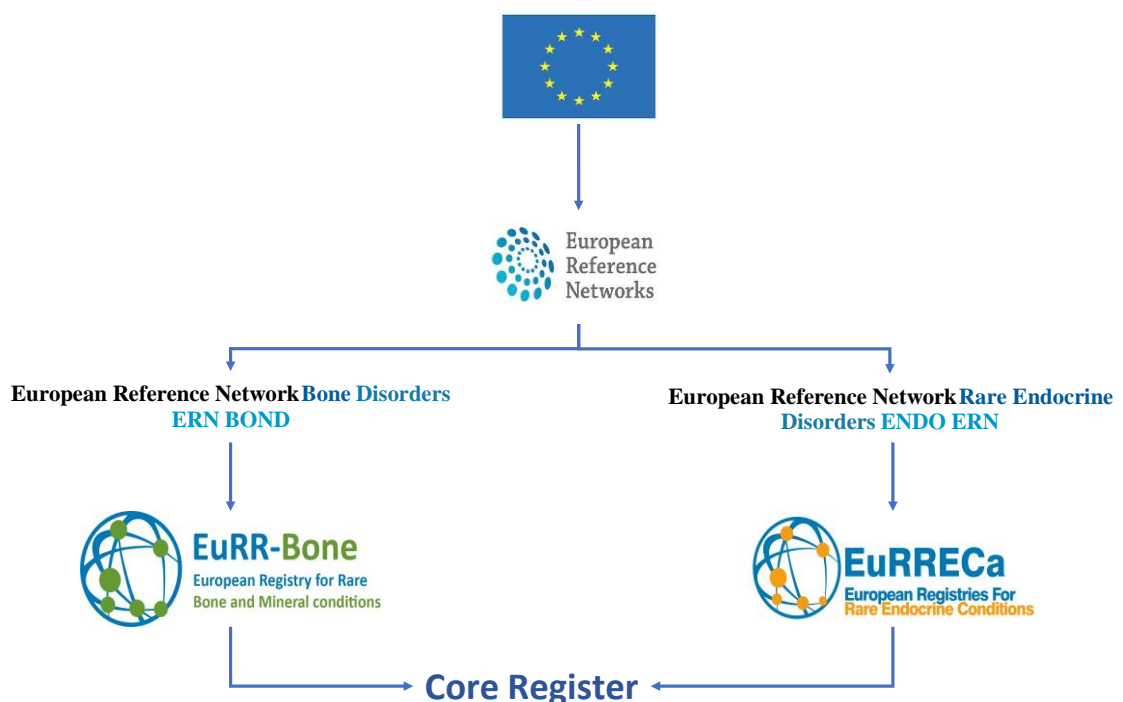 European
Reference
Networks
European Reference Network Bone Disorders
ERN BOND
European Reference Network Rare Endocrine
Disorders ENDO ERN
EuRR-Bone
European Registry for Rare
Bone and Mineral conditions
EuRRECa
European Registries For
Rare Endocrine Conditions
Core Register